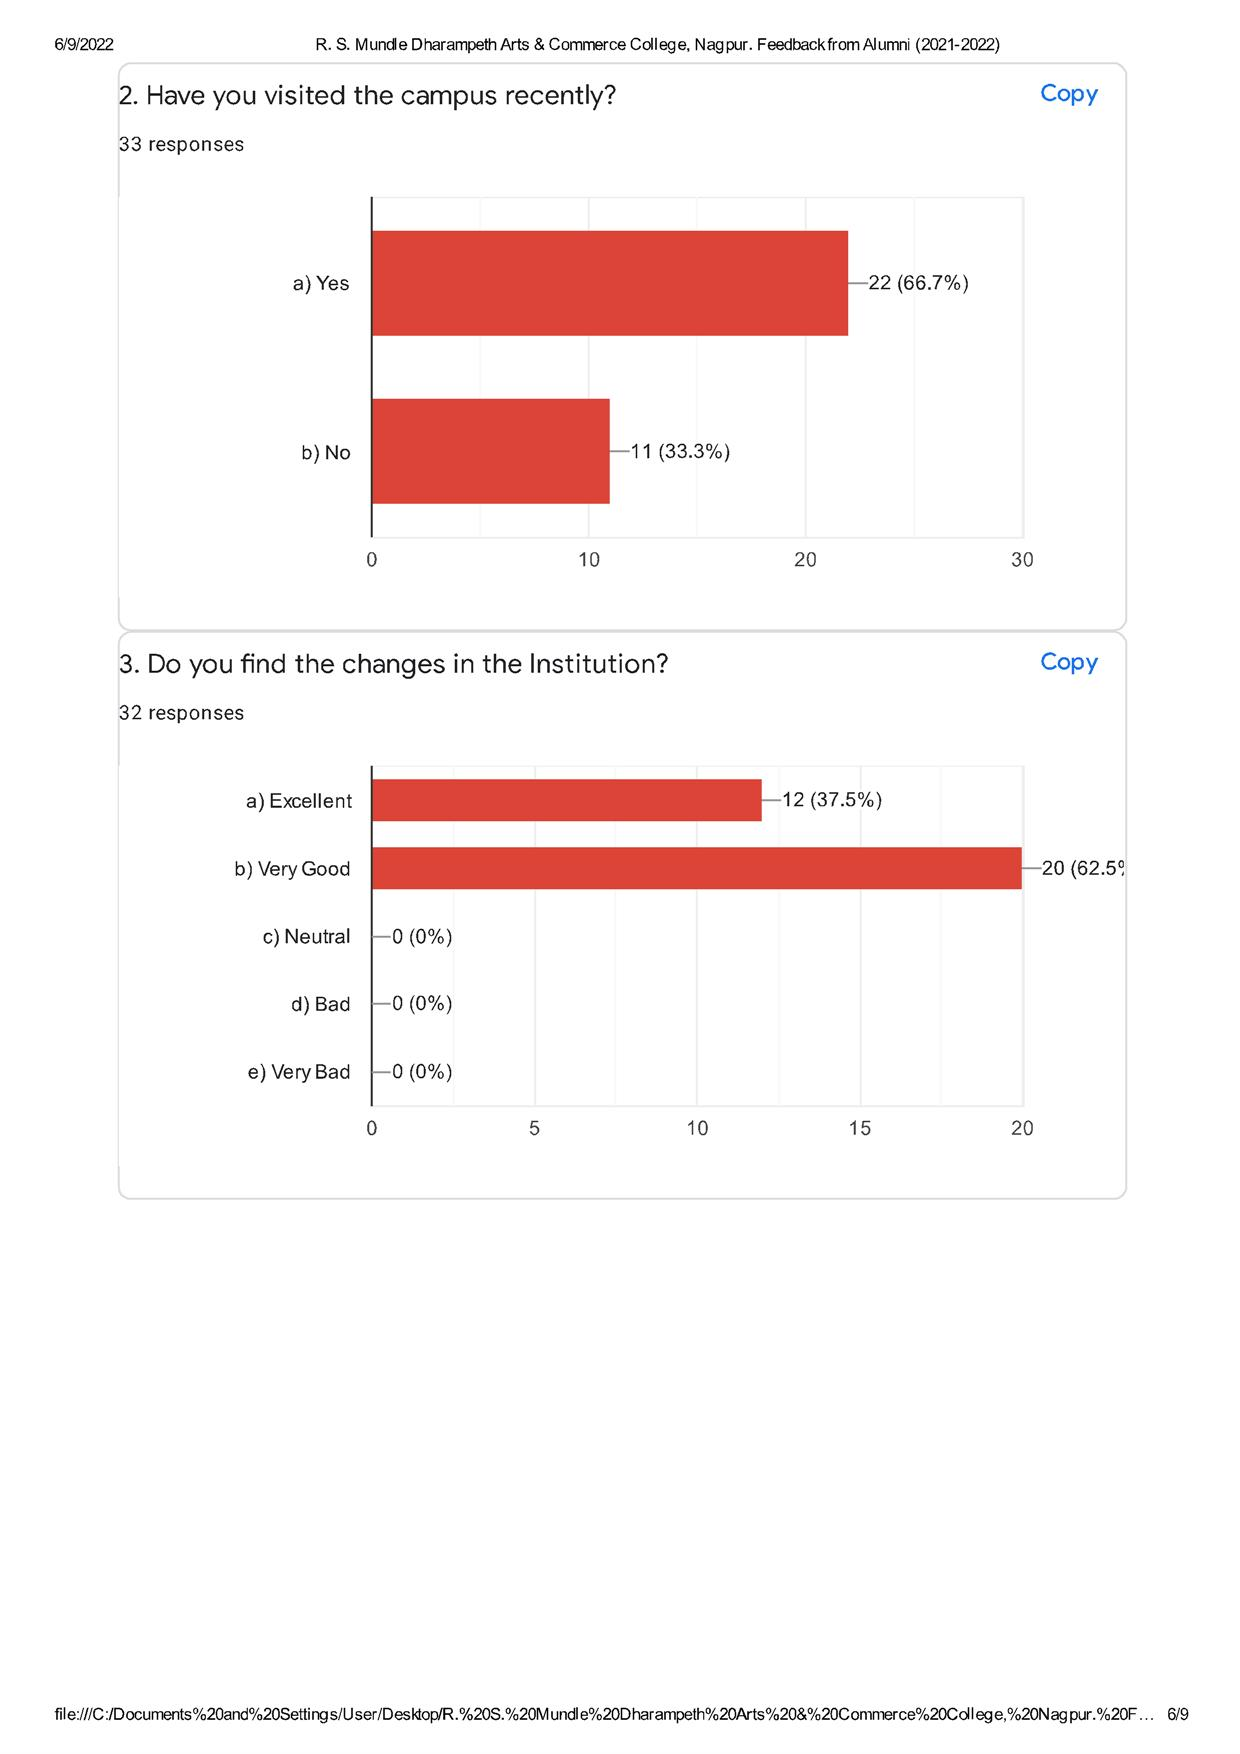 6/9/2022 R. S. Mundle Dharampeth Arts & Commerce College, Nagpur. Feedback from Alumni (2021-2022)
2. Have you visited the campus recently? Copy
33 responses
a) Yes 22 (66.7%)
b) No 11 (33.3%)
0 10 20 30
3. Do you find the changes in the Institution? Copy
32 responses
a) Excellent 12 (37.5%)
b) Very Good 20 (62.5%
c) Neutral 0 (0%)
d) Bad 0 (0%)
e) Very Bad 0 (0%)
0 5 10 15 20
file:///C:/Documents%20and%20Settings/User/Desktop/R.%20S.%20Mundle%20Dharampeth%20Arts%20&%20Commerce%20College,%20Nagpur.%20F… 6/9